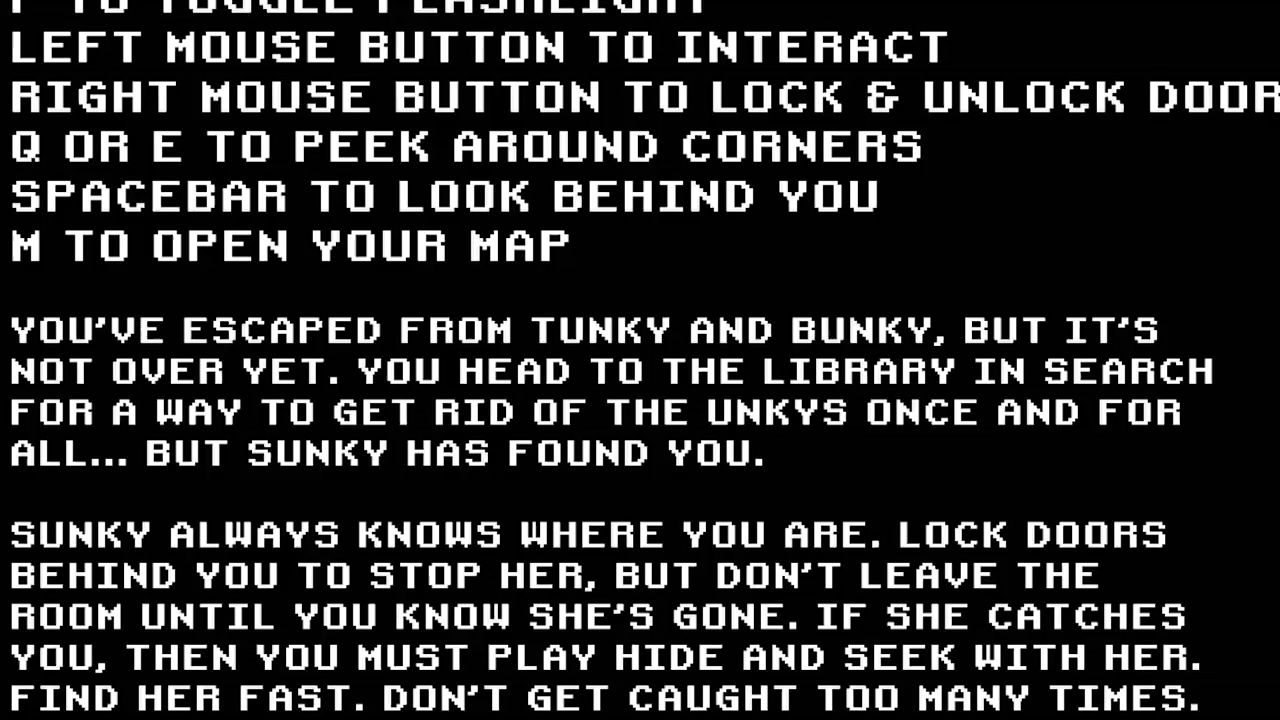 F TO TOGGLE FLASHLIGHT
LEFT MOUSE BUTTON TO INTERACT
RIGHT MOUSE BUTTON TO LOCK & UNLOCK DOOR
Q OR E TO PEEK AROUND CORNERS
SPACEBAR TO LOOK BEHIND YOU
M TO OPEN YOUR MAP
YOU'VE ESCAPED FROM TUNKY AND BUNKY, BUT IT'S
NOT OVER YET. YOU HEAD TO THE LIBRARY IN SEARCH
FOR A WAY TO GET RID OF THE UNKYS ONCE AND FOR
ALL... BUT SUNKY HAS FOUND YOU.
SUNKY ALWAYS KNOWS WHERE YOU ARE. LOCK DOORS
BEHIND YOU TO STOP HER, BUT DON'T LEAVE THE
ROOM UNTIL YOU KNOW SHE'S GONE. IF SHE CATCHES
YOU, THEN YOU MUST PLAY HIDE AND SEEK WITH HER.
FIND HER FAST. DON'T GET CAUGHT TOO MANY TIMES.